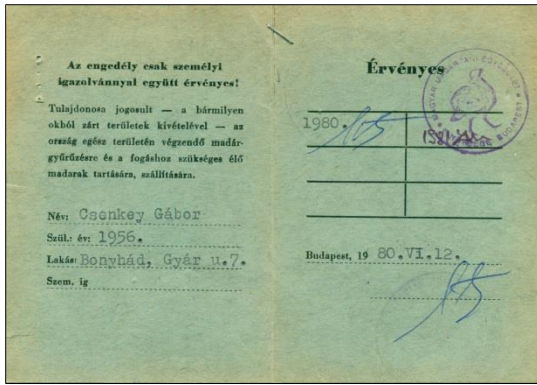 Az engedély csak személyi
igazolvánnyal együtt érvényes!
Tulajdonosa jogosult — a bármilyen
okból zárt területek kivételével — az
ország egész területén végzendő madár-
gyűrűzésre és a fogáshoz szükséges élő
madarak tartására, szállítására.
Név: Csenkey Gábor
Szül.: év: 1956.
Lakás: Bonyhád, Gyár u.7.
Szem. ig
Érvényes
1980.
1981
Budapest, 19 80.VI.12.